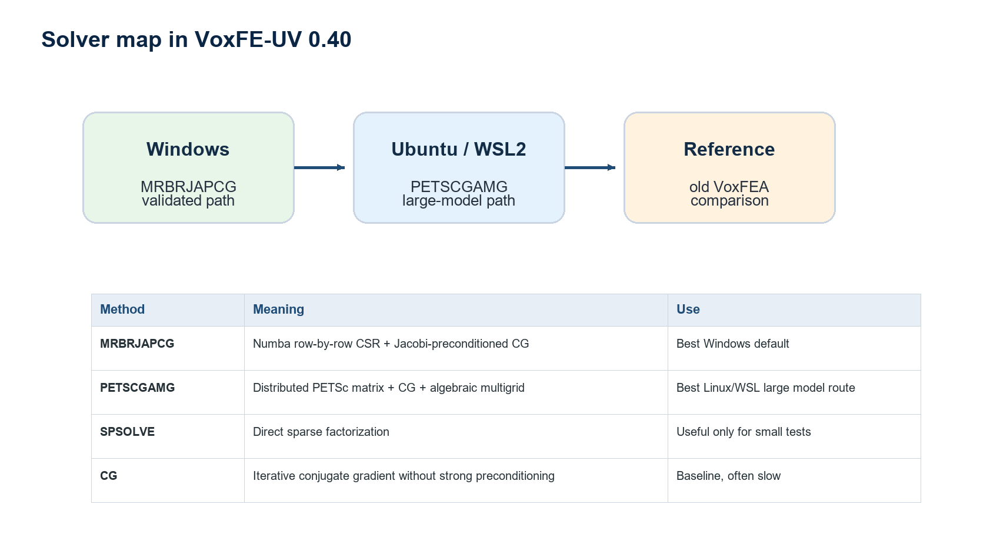 Solver map in VoxFE-UV 0.40
Windows
MRBRJAPCG
validated path
Ubuntu / WSL2
PETSCGAMG
large-model path
Reference
old VoxFEA
comparison
Method Meaning Use
MRBRJAPCG Numba row-by-row CSR + Jacobi-preconditioned CG Best Windows default
PETSCGAMG Distributed PETSc matrix + CG + algebraic multigrid Best Linux/WSL large model route
SPSOLVE Direct sparse factorization Useful only for small tests
CG Iterative conjugate gradient without strong preconditioning Baseline, often slow